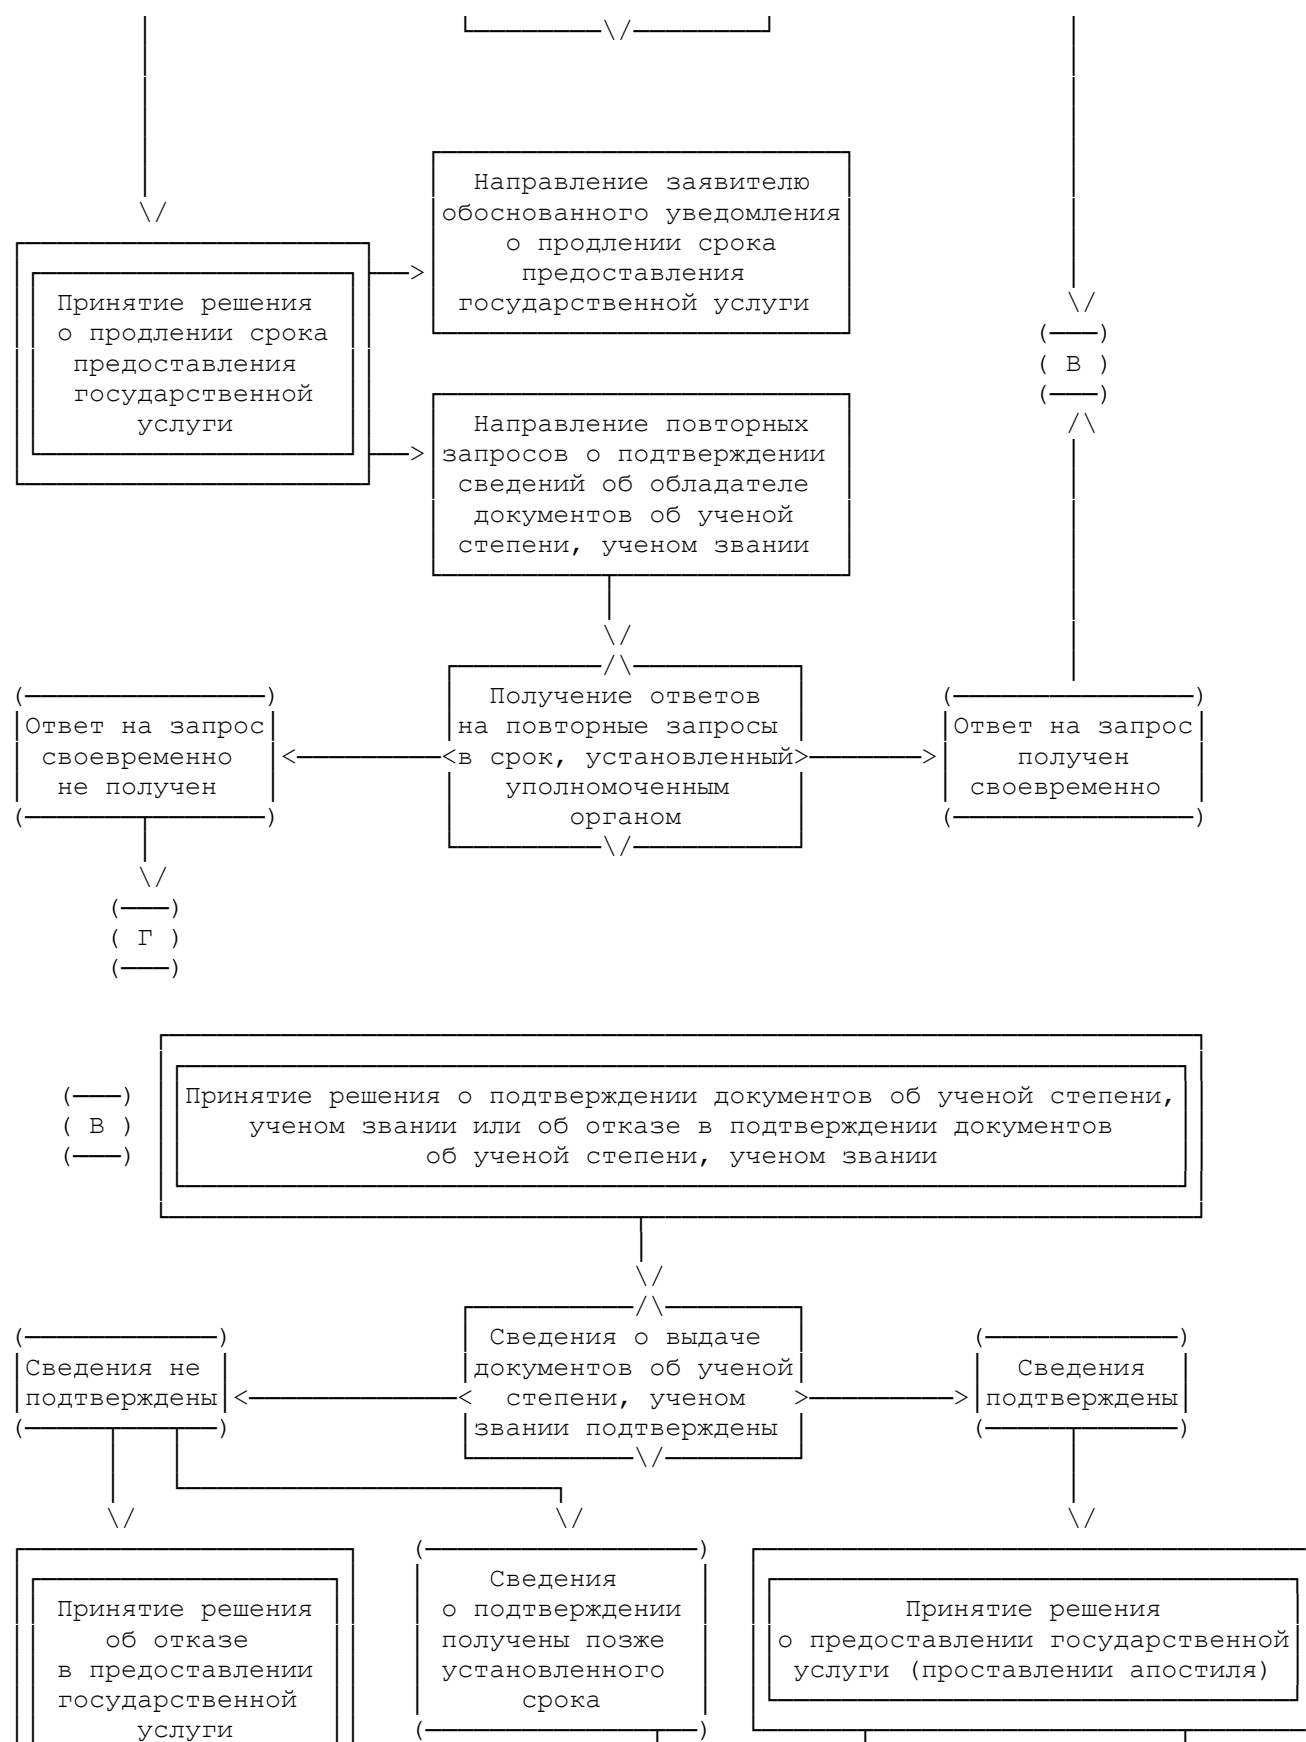 Направление заявителю
обоснованного уведомления
о продлении срока
предоставления
государственной услуги
Принятие решения
о продлении срока
предоставления
государственной
услуги
( В )
Направление повторных
запросов о подтверждении
сведений об обладателе
документов об ученой
степени, ученом звании
Ответ на запрос
своевременно
не получен
Получение ответов
на повторные запросы
в срок, установленный
уполномоченным
органом
Ответ на запрос
получен
своевременно
( Г )
( В )
Принятие решения о подтверждении документов об ученой степени,
ученом звании или об отказе в подтверждении документов
об ученой степени, ученом звании
Сведения не
подтверждены
Сведения о выдаче
документов об ученой
степени, ученом
звании подтверждены
Сведения
подтверждены
Принятие решения
об отказе
в предоставлении
государственной
услуги
Сведения
о подтверждении
получены позже
установленного
срока
Принятие решения
о предоставлении государственной
услуги (проставлении апостиля)